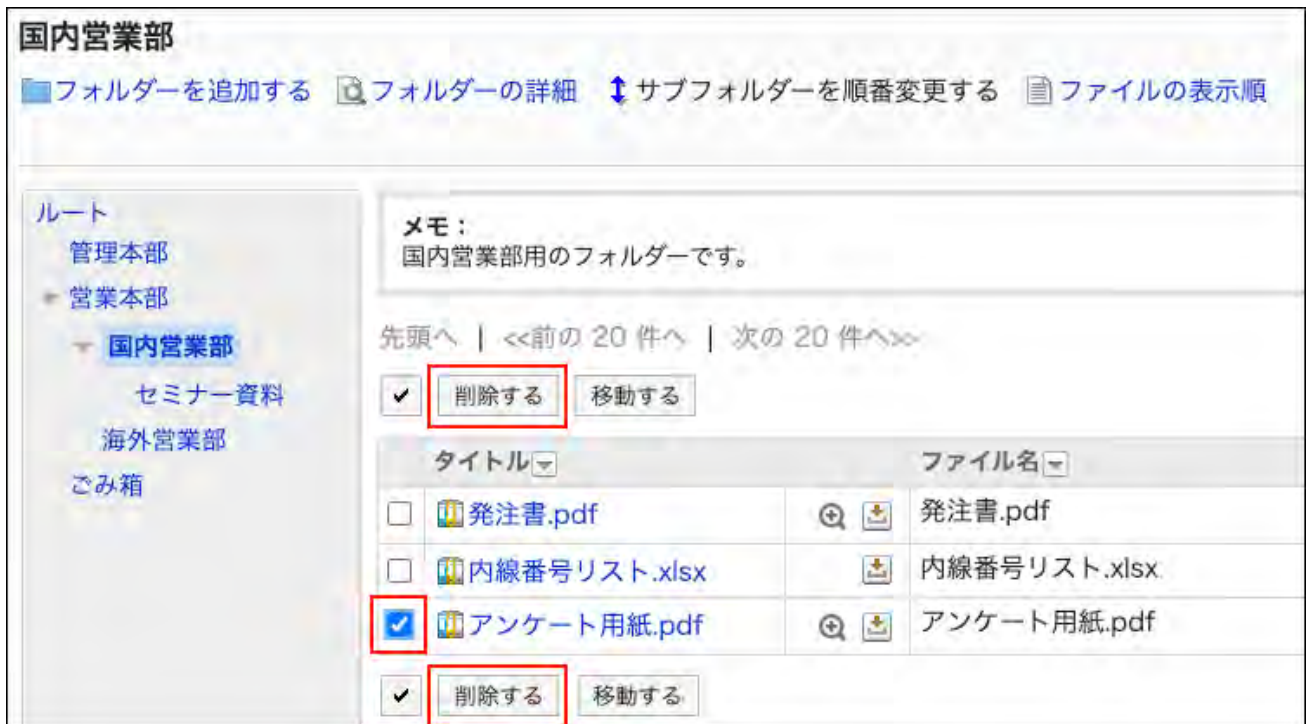 国内営業部
フォルダーを追加する フォルダーの詳細 サブフォルダーを順番変更する ファイルの表示順
ルート
管理本部
営業本部
国内営業部
セミナー資料
海外営業部
ごみ箱
メモ：
国内営業部用のフォルダーです。
先頭へ | <<前の 20 件へ | 次の 20 件へ>>
削除する 移動する
タイトル ファイル名
発注書.pdf 発注書.pdf
内線番号リスト.xlsx 内線番号リスト.xlsx
アンケート用紙.pdf アンケート用紙.pdf
削除する 移動する